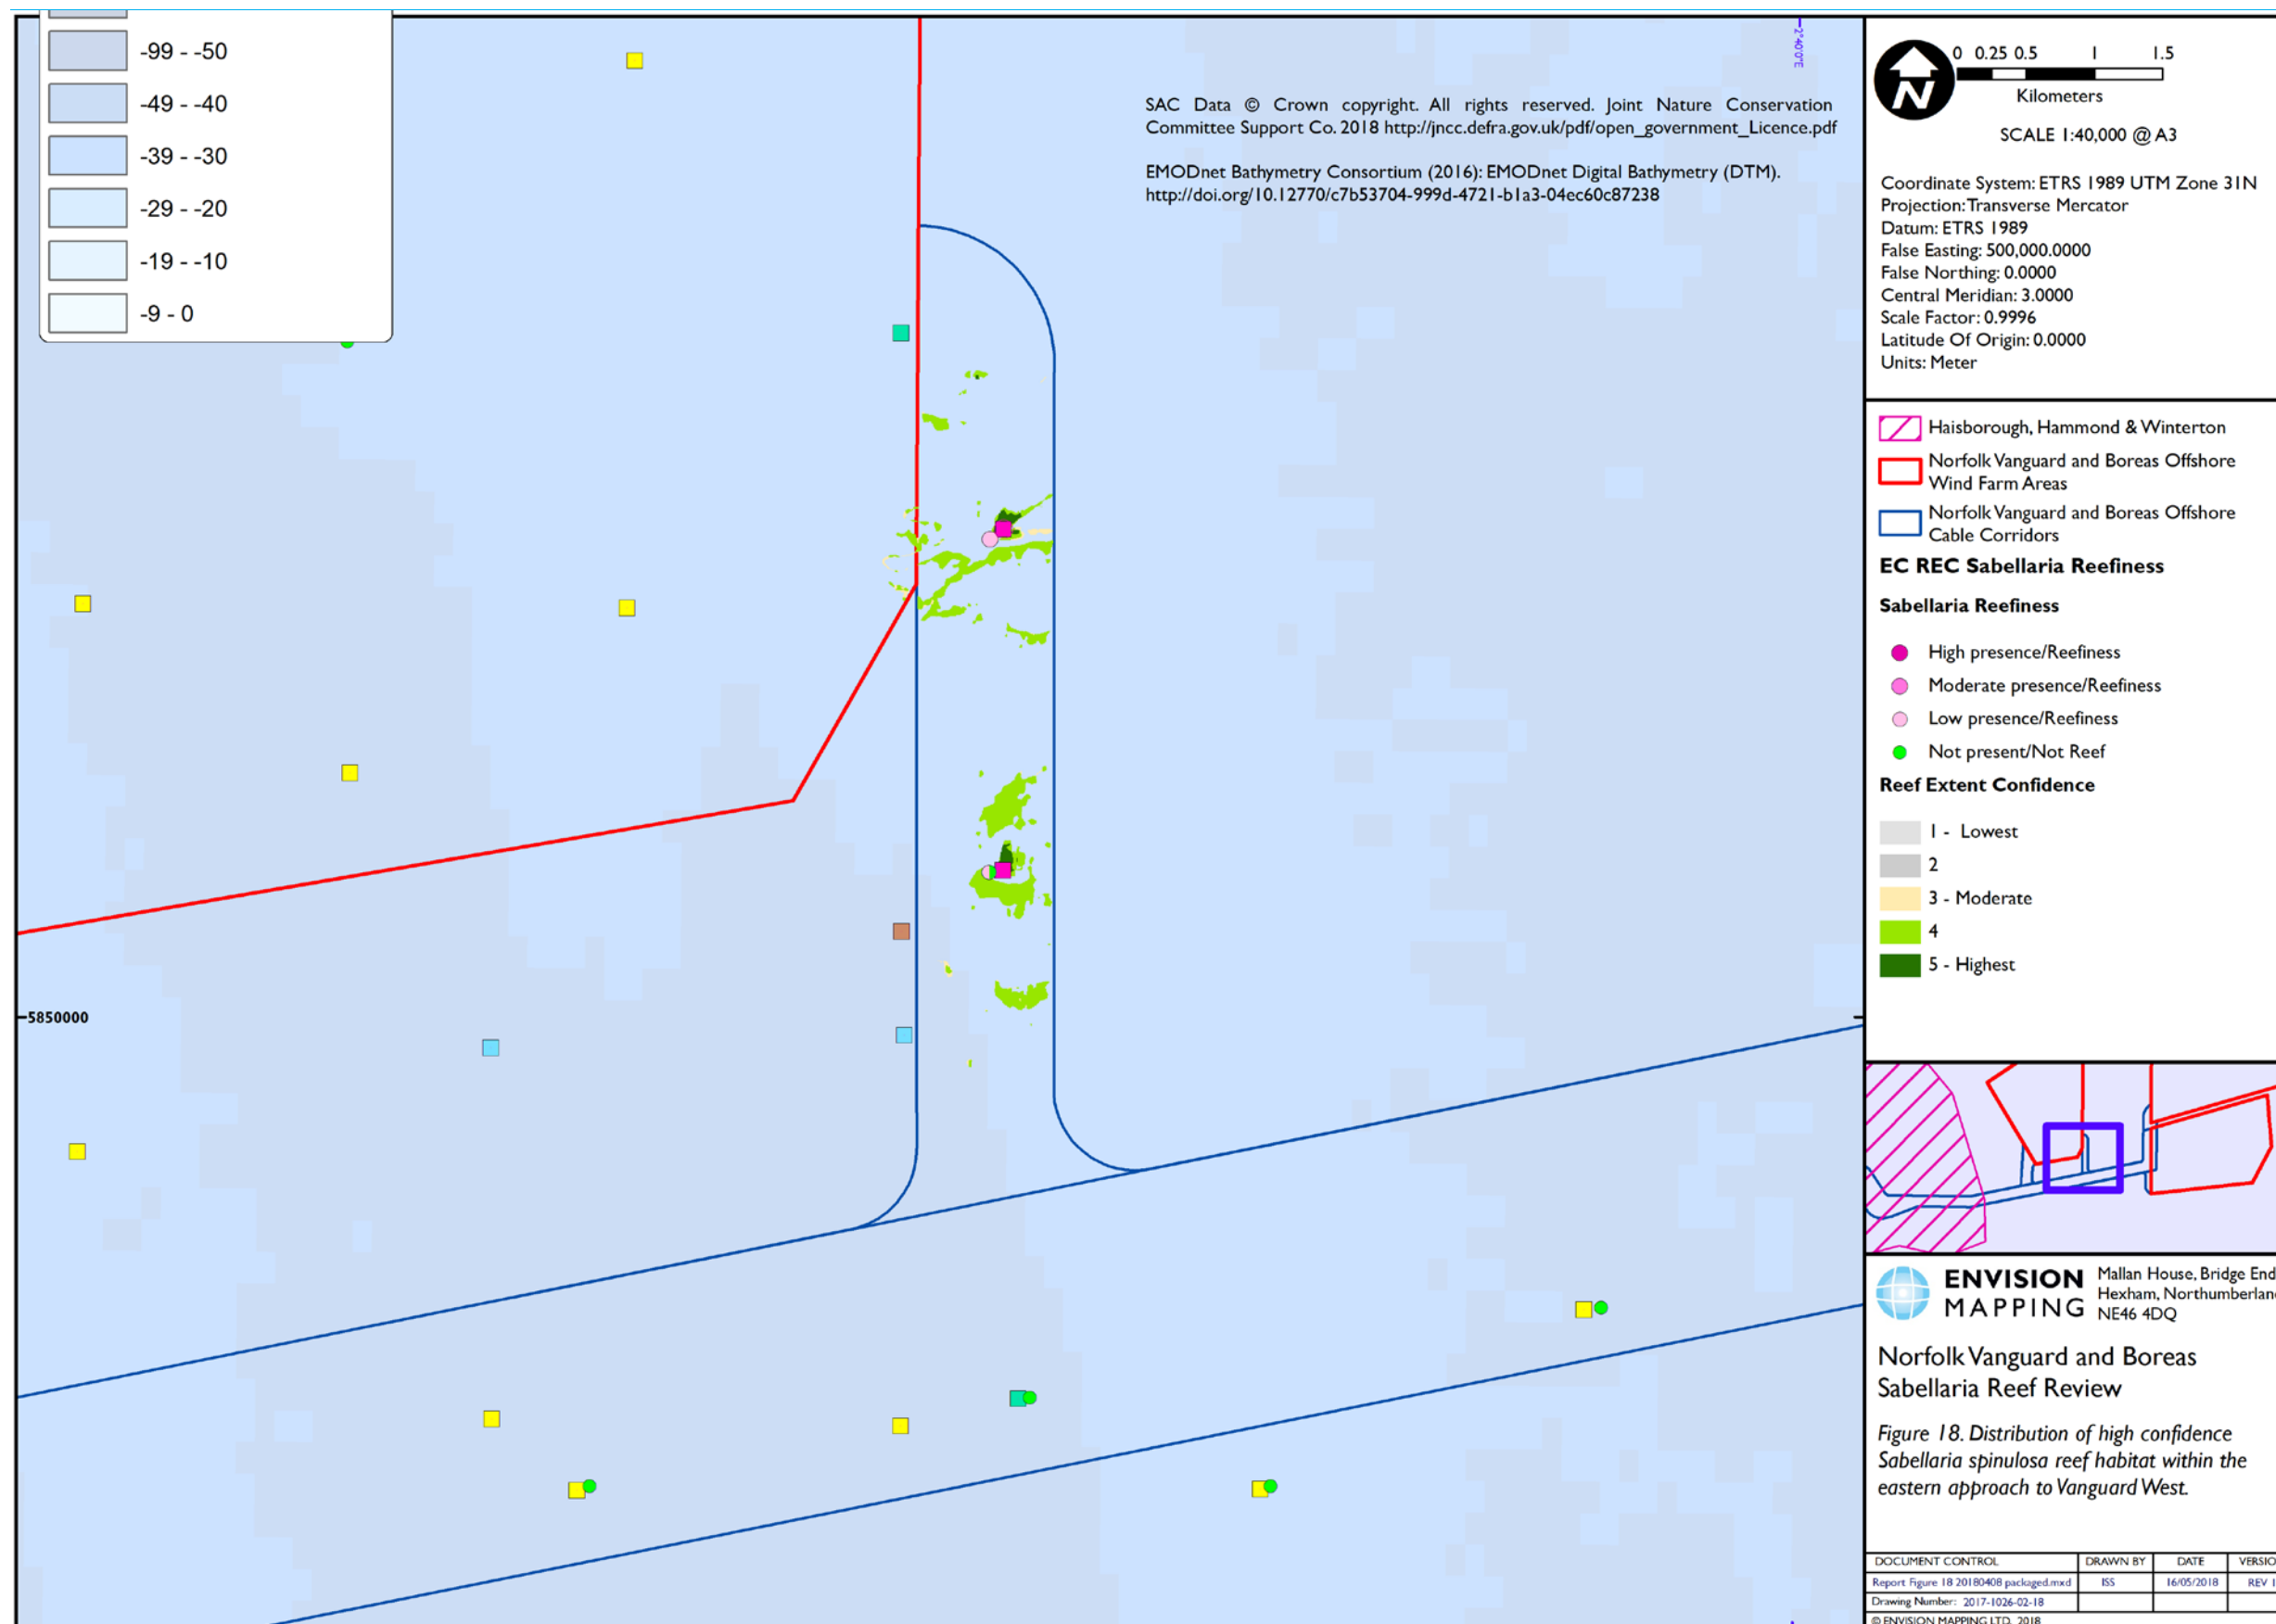 -99 - -50
-49 - -40
-39 - -30
-29 - -20
-19 - -10
-9 - 0
-2°40'0"E
SAC Data © Crown copyright. All rights reserved. Joint Nature Conservation
Committee Support Co. 2018 http://jncc.defra.gov.uk/pdf/open_government_Licence.pdf
EMODnet Bathymetry Consortium (2016): EMODnet Digital Bathymetry (DTM).
http://doi.org/10.12770/c7b53704-999d-4721-b1a3-04ec60c87238
5850000
N
0 0.25 0.5 1 1.5
Kilometers
SCALE 1:40,000 @ A3
Coordinate System: ETRS 1989 UTM Zone 31N
Projection: Transverse Mercator
Datum: ETRS 1989
False Easting: 500,000.0000
False Northing: 0.0000
Central Meridian: 3.0000
Scale Factor: 0.9996
Latitude Of Origin: 0.0000
Units: Meter
Haisborough, Hammond & Winterton
Norfolk Vanguard and Boreas Offshore
Wind Farm Areas
Norfolk Vanguard and Boreas Offshore
Cable Corridors
EC REC Sabellaria Reefiness
Sabellaria Reefiness
High presence/Reefiness
Moderate presence/Reefiness
Low presence/Reefiness
Not present/Not Reef
Reef Extent Confidence
1 - Lowest
2
3 - Moderate
4
5 - Highest
ENVISION
MAPPING
Mallan House, Bridge End
Hexham, Northumberlan
NE46 4DQ
Norfolk Vanguard and Boreas
Sabellaria Reef Review
Figure 18. Distribution of high confidence
Sabellaria spinulosa reef habitat within the
eastern approach to Vanguard West.
DOCUMENT CONTROL DRAWN BY DATE VERSIO
Report Figure 18 20180408 packaged.mxd ISS 16/05/2018 REV 1
Drawing Number: 2017-1026-02-18
© ENVISION MAPPING LTD. 2018